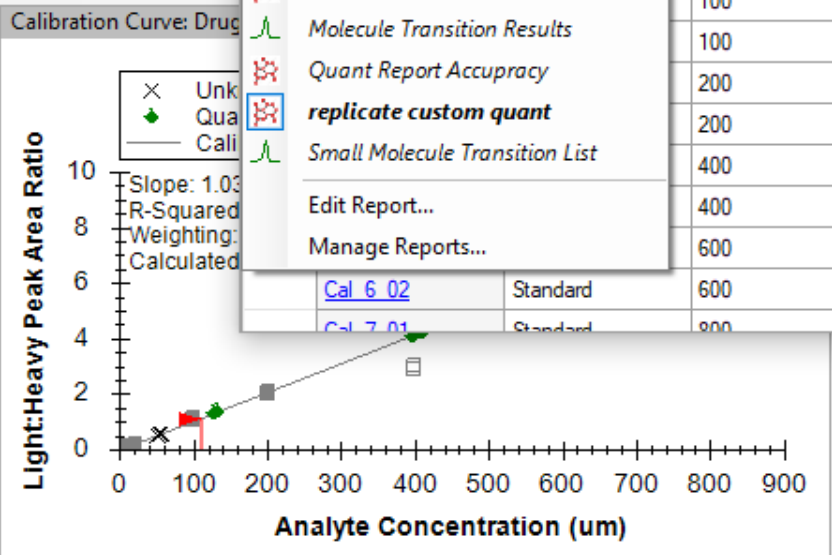 Calibration Curve: Drug
Unk
Qua
Cali
Slope: 1.03
R-Squared
Weighting:
Calculated
Light:Heavy Peak Area Ratio
10
8
6
4
2
0
0 100 200 300 400 500 600 700 800 900
Analyte Concentration (um)
Molecule Transition Results
Quant Report Accupracy
replicate custom quant
Small Molecule Transition List
Edit Report...
Manage Reports...
100
100
200
200
400
400
600
Cal_6_02 Standard 600
Cal_7_01 Standard 800